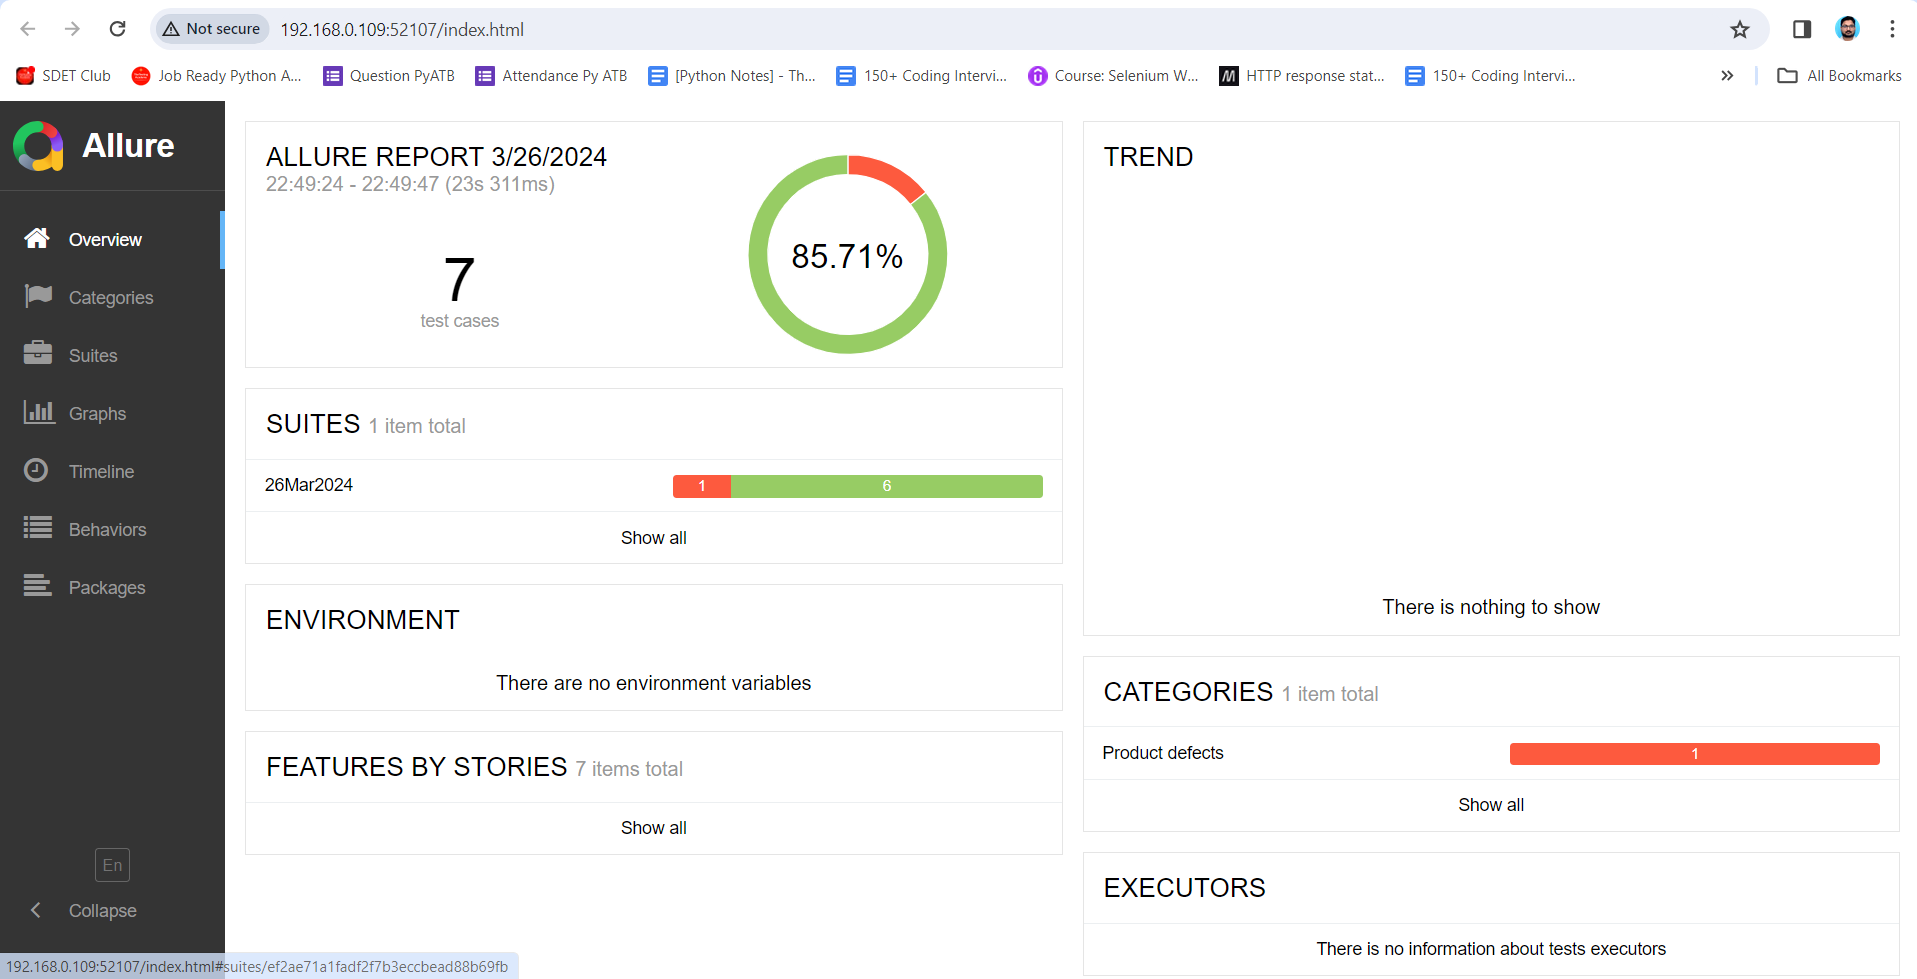 Not secure
192.168.0.109:52107/index.html
SDET Club
Job Ready Python A...
Question PyATB
Attendance Py ATB
[Python Notes] - Th...
150+ Coding Intervi...
Course: Selenium W...
HTTP response stat...
150+ Coding Intervi...
All Bookmarks
Allure
Overview
Categories
Suites
Graphs
Timeline
Behaviors
Packages
En
Collapse
ALLURE REPORT 3/26/2024
22:49:24 - 22:49:47 (23s 311ms)
7
test cases
85.71%
SUITES 1 item total
26Mar2024
1
6
Show all
ENVIRONMENT
There are no environment variables
FEATURES BY STORIES 7 items total
Show all
TREND
There is nothing to show
CATEGORIES 1 item total
Product defects
1
Show all
EXECUTORS
There is no information about tests executors
192.168.0.109:52107/index.html#suites/ef2ae71a1fadf2f7b3eccbead88b69fb